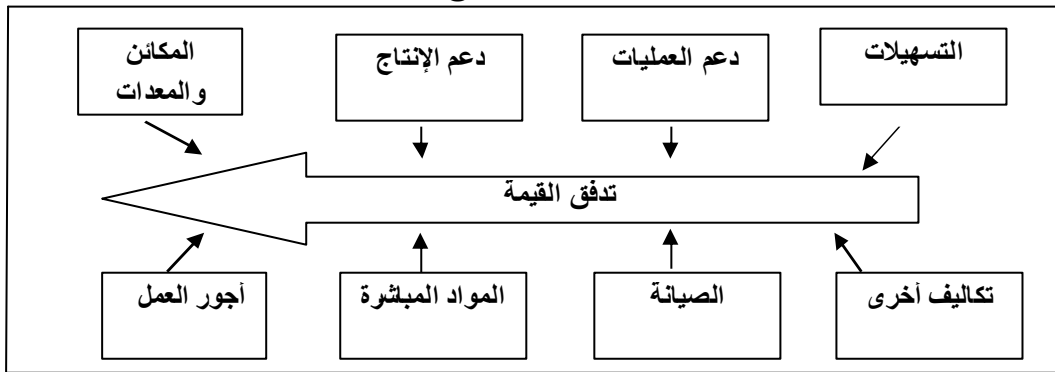 التسهيلات
دعم العمليات
دعم الإنتاج
المكائن
والمعدات
تدفق القيمة
تكاليف أخرى
الصيانة
المواد المباشرة
أجور العمل